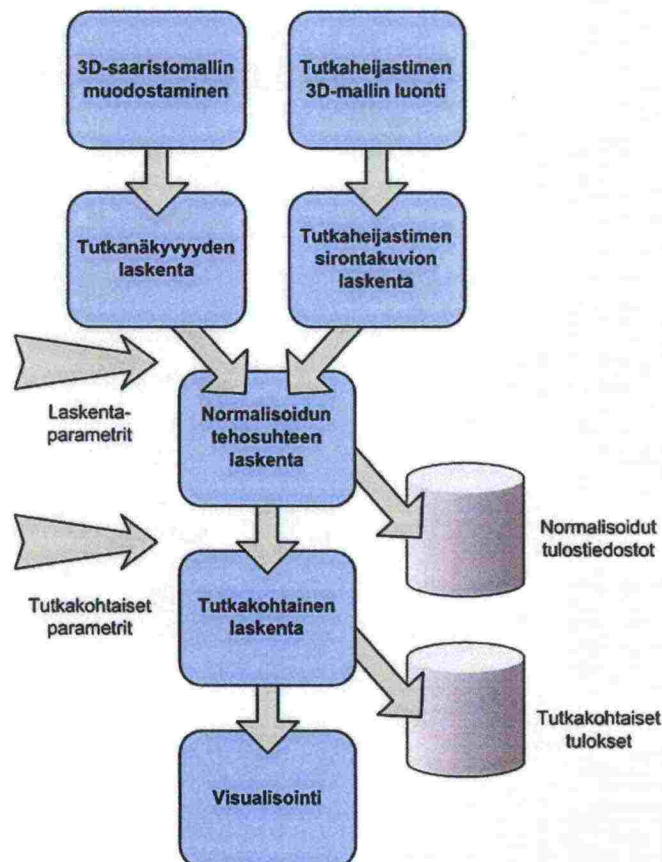 3D-saaristomallin
muodostaminen
Tutkaheijastimen
3D-mallin luonti
Tutkanäkyvyyden
laskenta
Tutkaheijastimen
sirontakuvion
laskenta
Laskenta-
parametrit
Normalisoidun
tehosuhteen
laskenta
Normalisoidut
tulostiedostot
Tutkakohtaiset
parametrit
Tutkakohtainen
laskenta
Tutkakohtaiset
tulokset
Visualisointi